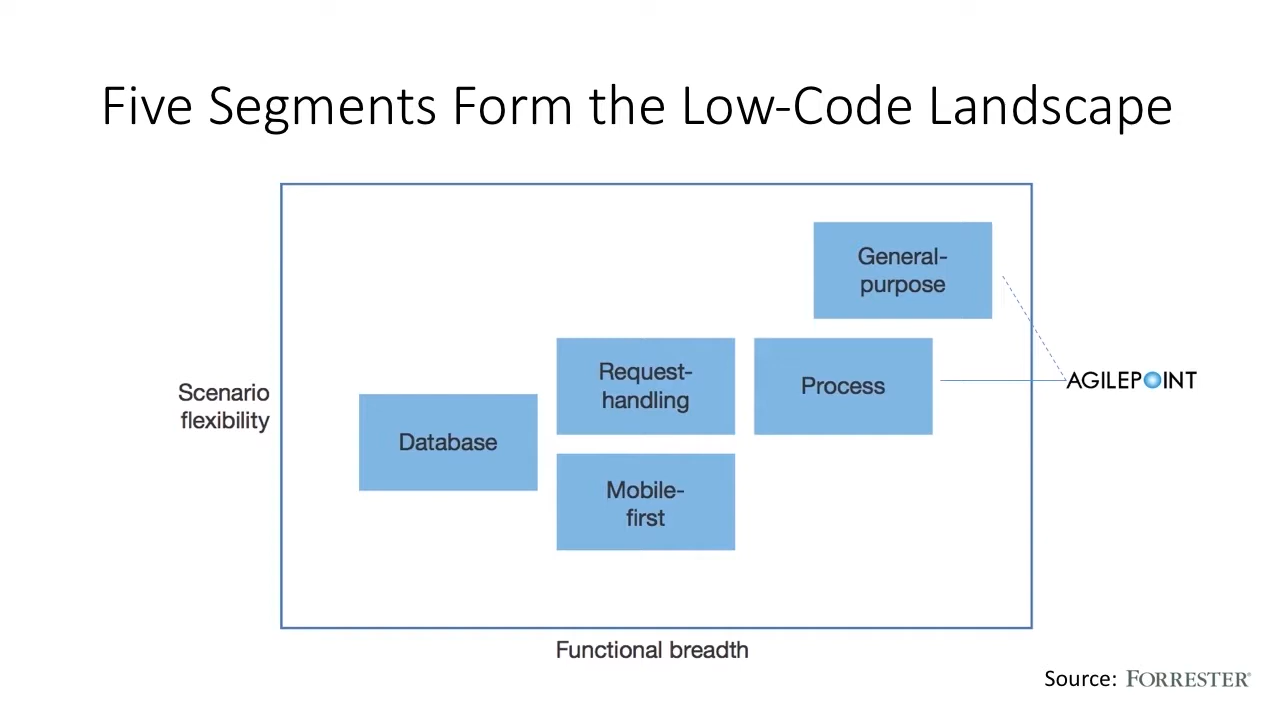 Five Segments Form the Low-Code Landscape
General-
purpose
Request-
handling
Process
Scenario
flexibility
Database
Mobile-
first
AGILEPOINT
Functional breadth
Source: FORRESTER®